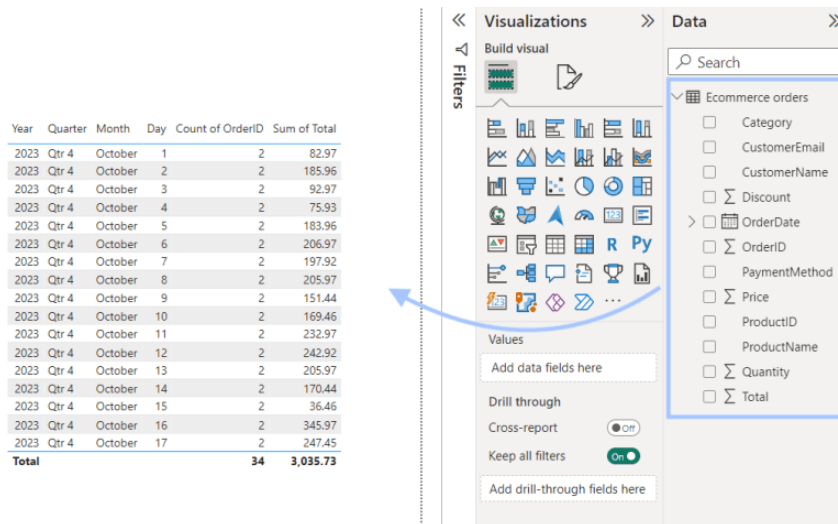 Year Quarter Month Day Count of OrderID Sum of Total
2023 Qtr 4 October 1 2 82.97
2023 Qtr 4 October 2 2 185.96
2023 Qtr 4 October 3 2 92.97
2023 Qtr 4 October 4 2 75.93
2023 Qtr 4 October 5 2 183.96
2023 Qtr 4 October 6 2 206.97
2023 Qtr 4 October 7 2 197.92
2023 Qtr 4 October 8 2 205.97
2023 Qtr 4 October 9 2 151.44
2023 Qtr 4 October 10 2 169.46
2023 Qtr 4 October 11 2 232.97
2023 Qtr 4 October 12 2 242.92
2023 Qtr 4 October 13 2 205.97
2023 Qtr 4 October 14 2 170.44
2023 Qtr 4 October 15 2 36.46
2023 Qtr 4 October 16 2 345.97
2023 Qtr 4 October 17 2 247.45
Total 34 3,035.73
Filters
Visualizations
Build visual
123
R Py
123
Values
Add data fields here
Drill through
Cross-report Off
Keep all filters On
Add drill-through fields here
Data
Search
Ecommerce orders
Category
CustomerEmail
CustomerName
Σ Discount
OrderDate
Σ OrderID
PaymentMethod
Σ Price
ProductID
ProductName
Σ Quantity
Σ Total